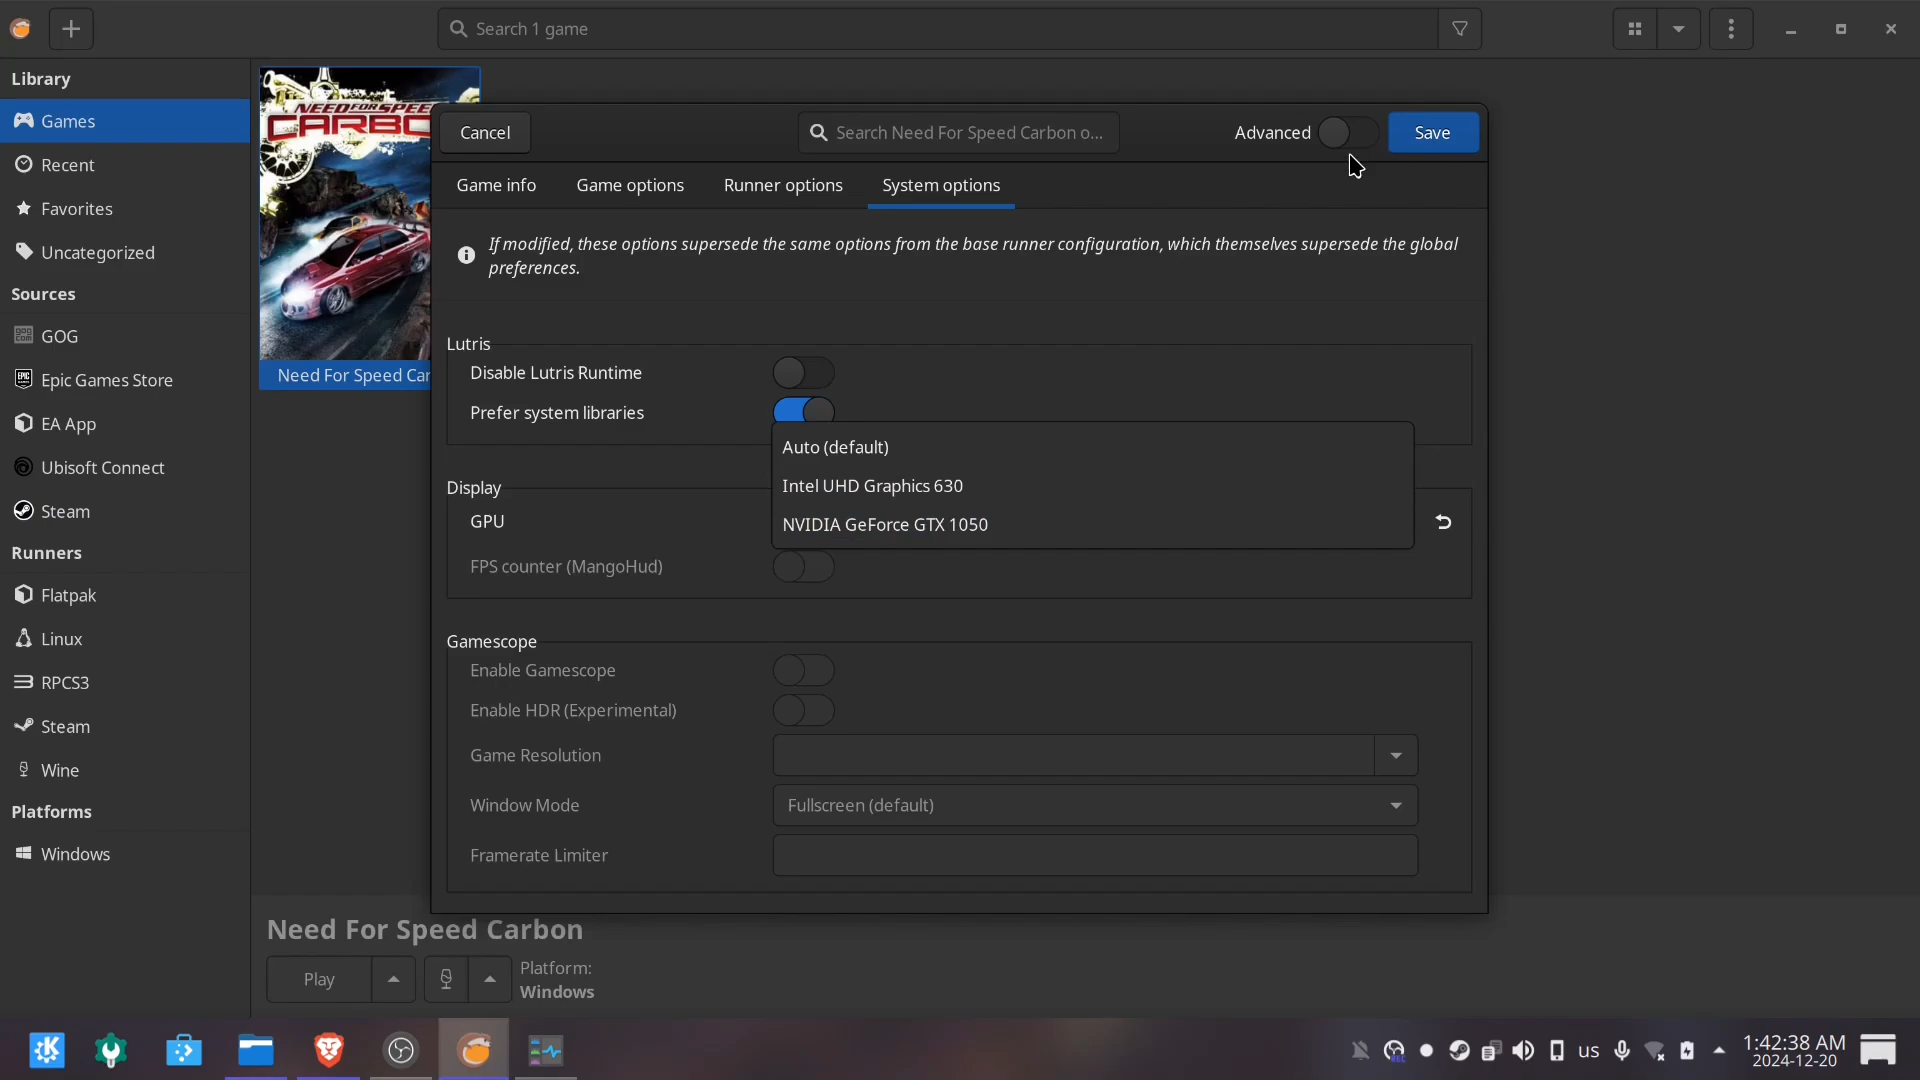 Search 1 game
Library
Games
Recent
Favorites
Uncategorized
Sources
GOG
Epic Games Store
EA App
Ubisoft Connect
Steam
Runners
Flatpak
Linux
RPCS3
Steam
Wine
Platforms
Windows
NEED FOR SPEE
CARBO
Need For Speed Car
Cancel
Search Need For Speed Carbon o...
Advanced
Save
Game info
Game options
Runner options
System options
If modified, these options supersede the same options from the base runner configuration, which themselves supersede the global
preferences.
Lutris
Disable Lutris Runtime
Prefer system libraries
Auto (default)
Intel UHD Graphics 630
NVIDIA GeForce GTX 1050
Display
GPU
FPS counter (MangoHud)
Gamescope
Enable Gamescope
Enable HDR (Experimental)
Game Resolution
Window Mode
Fullscreen (default)
Framerate Limiter
Need For Speed Carbon
Play
Platform:
Windows
us
1:42:38 AM
2024-12-20